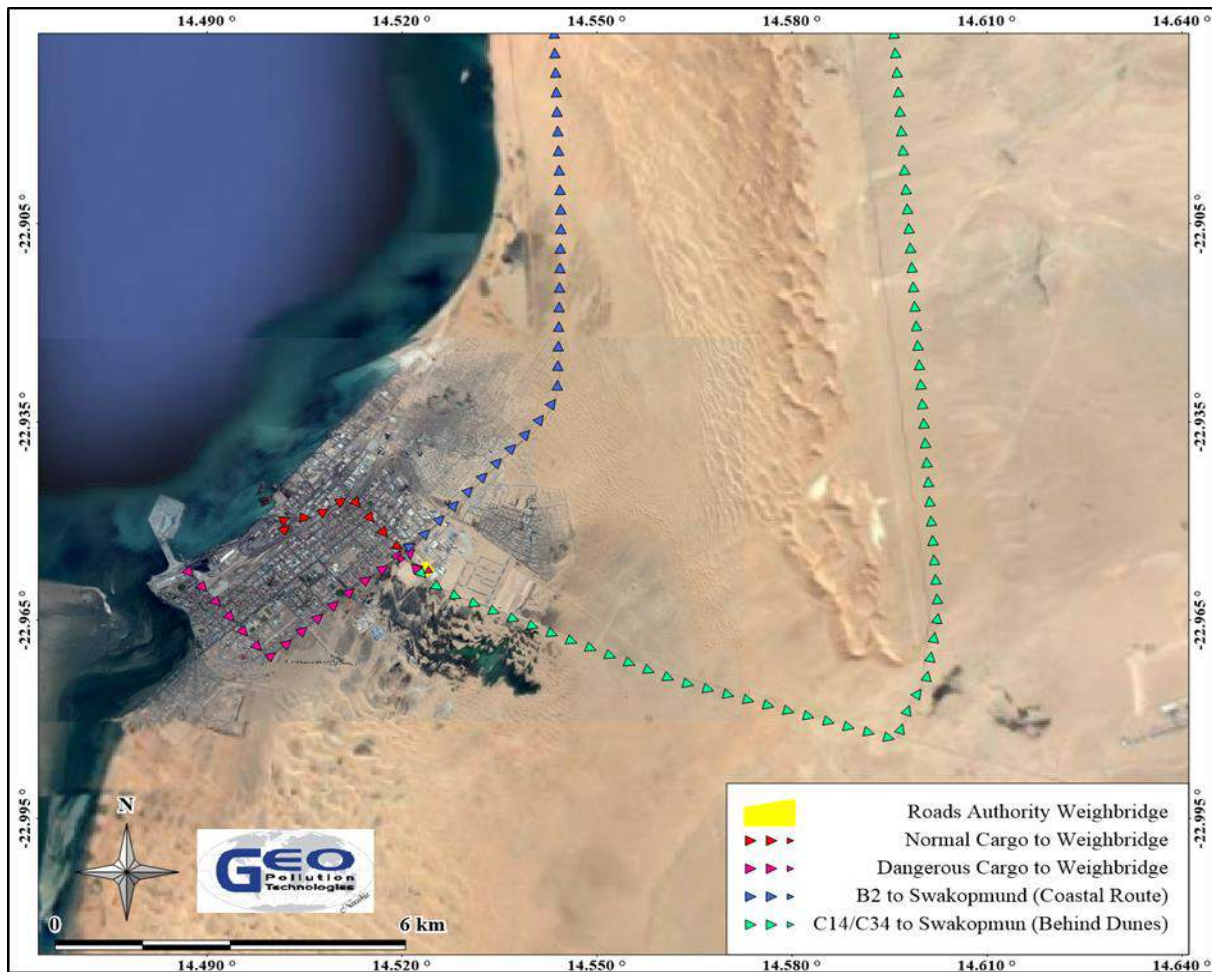 14.490 ° 14.520 ° 14.550 ° 14.580 ° 14.610 ° 14.640 °
-22.905 ° -22.905 °
-22.935 ° -22.935 °
-22.965 ° -22.965 °
-22.995 ° -22.995 °
N
GEO
Pollution
Technologies
Namibia
0 6 km
Roads Authority Weighbridge
Normal Cargo to Weighbridge
Dangerous Cargo to Weighbridge
B2 to Swakopmund (Coastal Route)
C14/C34 to Swakopmun (Behind Dunes)
14.490 ° 14.520 ° 14.550 ° 14.580 ° 14.610 ° 14.640 °